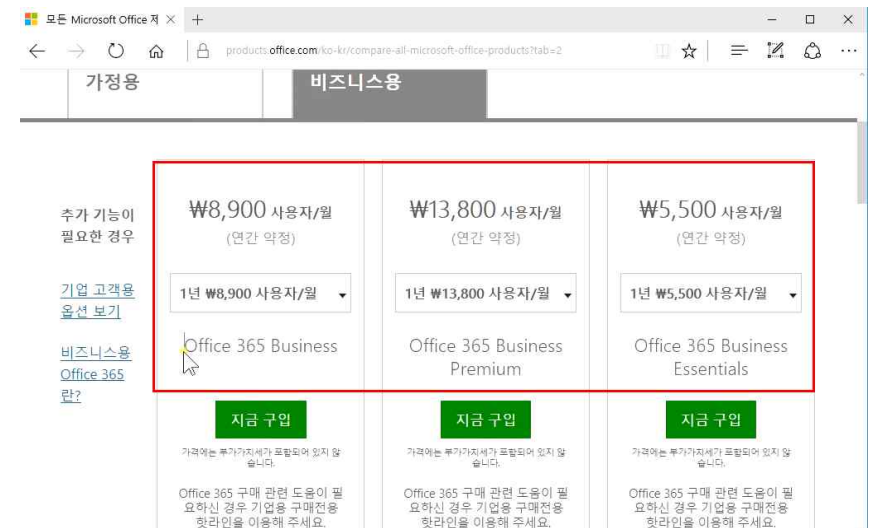 모든 Microsoft Office 제
products.office.com/ko-kr/compare-all-microsoft-office-products?tab=2
가정용
비즈니스용
추가 기능이
필요한 경우
기업 고객용
옵션 보기
비즈니스용
Office 365
란?
₩8,900 사용자/월
(연간 약정)
1년 ₩8,900 사용자/월
Office 365 Business
지금 구입
가격에는 부가가치세가 포함되어 있지 않
습니다.
Office 365 구매 관련 도움이 필
요하신 경우 기업용 구매전용
핫라인을 이용해 주세요.
₩13,800 사용자/월
(연간 약정)
1년 ₩13,800 사용자/월
Office 365 Business
Premium
지금 구입
가격에는 부가가치세가 포함되어 있지 않
습니다.
Office 365 구매 관련 도움이 필
요하신 경우 기업용 구매전용
핫라인을 이용해 주세요.
₩5,500 사용자/월
(연간 약정)
1년 ₩5,500 사용자/월
Office 365 Business
Essentials
지금 구입
가격에는 부가가치세가 포함되어 있지 않
습니다.
Office 365 구매 관련 도움이 필
요하신 경우 기업용 구매전용
핫라인을 이용해 주세요.